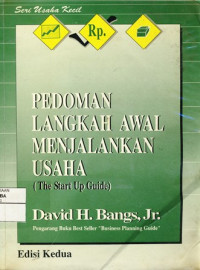 Seri Usaha Kecil
Rp.
PEDOMAN
LANGKAH AWAL
MENJALANKAN
USAHA
( The Start Up Guide)
David H. Bangs, Jr.
Pengarang Buku Best Seller "Business Planning Guide"
Edisi Kedua